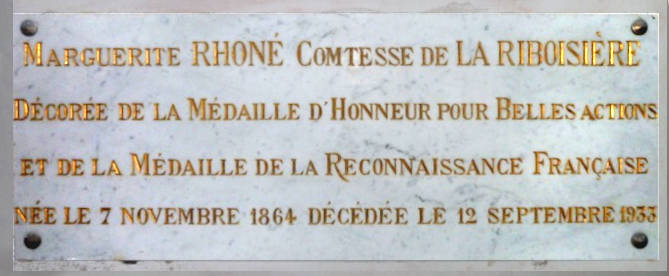 MARGUERITE RHONÉ COMTESSE DE LA RIBOISIÈRE
DÉCORÉE DE LA MÉDAILLE D'HONNEUR POUR BELLES ACTIONS
ET DE LA MÉDAILLE DE LA RECONNAISSANCE FRANÇAISE
NÉE LE 7 NOVEMBRE 1864 DÉCÉDÉE LE 12 SEPTEMBRE 1933